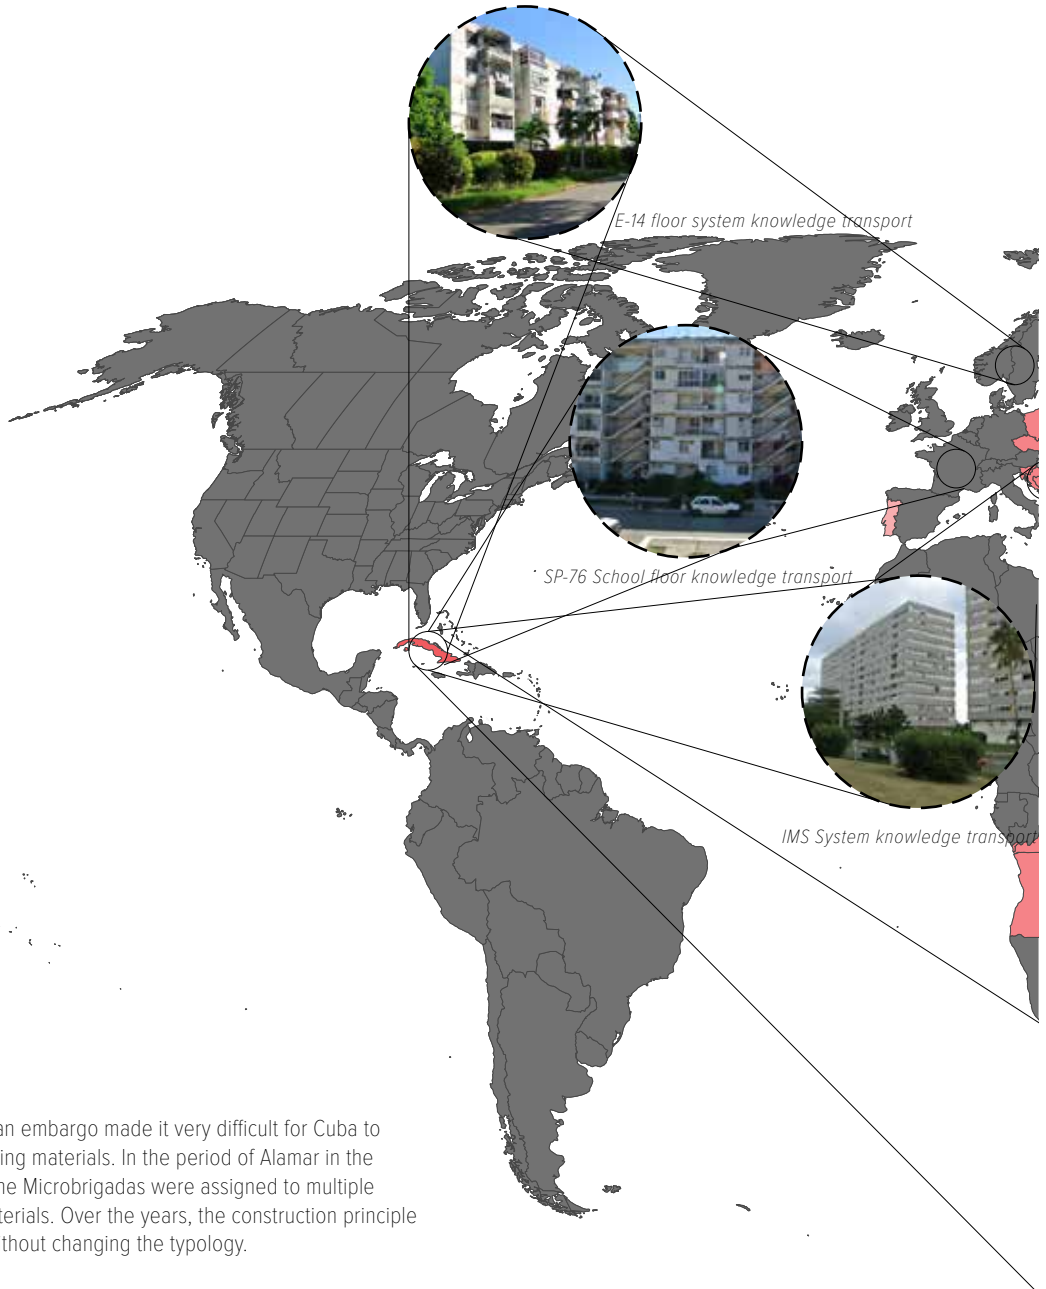 E-14 floor system knowledge transport
SP-76 School floor knowledge transport
IMS System knowledge transport
an embargo made it very difficult for Cuba to
ing materials. In the period of Alamar in the
ne Microbrigadas were assigned to multiple
terials. Over the years, the construction principle
ithout changing the typology.